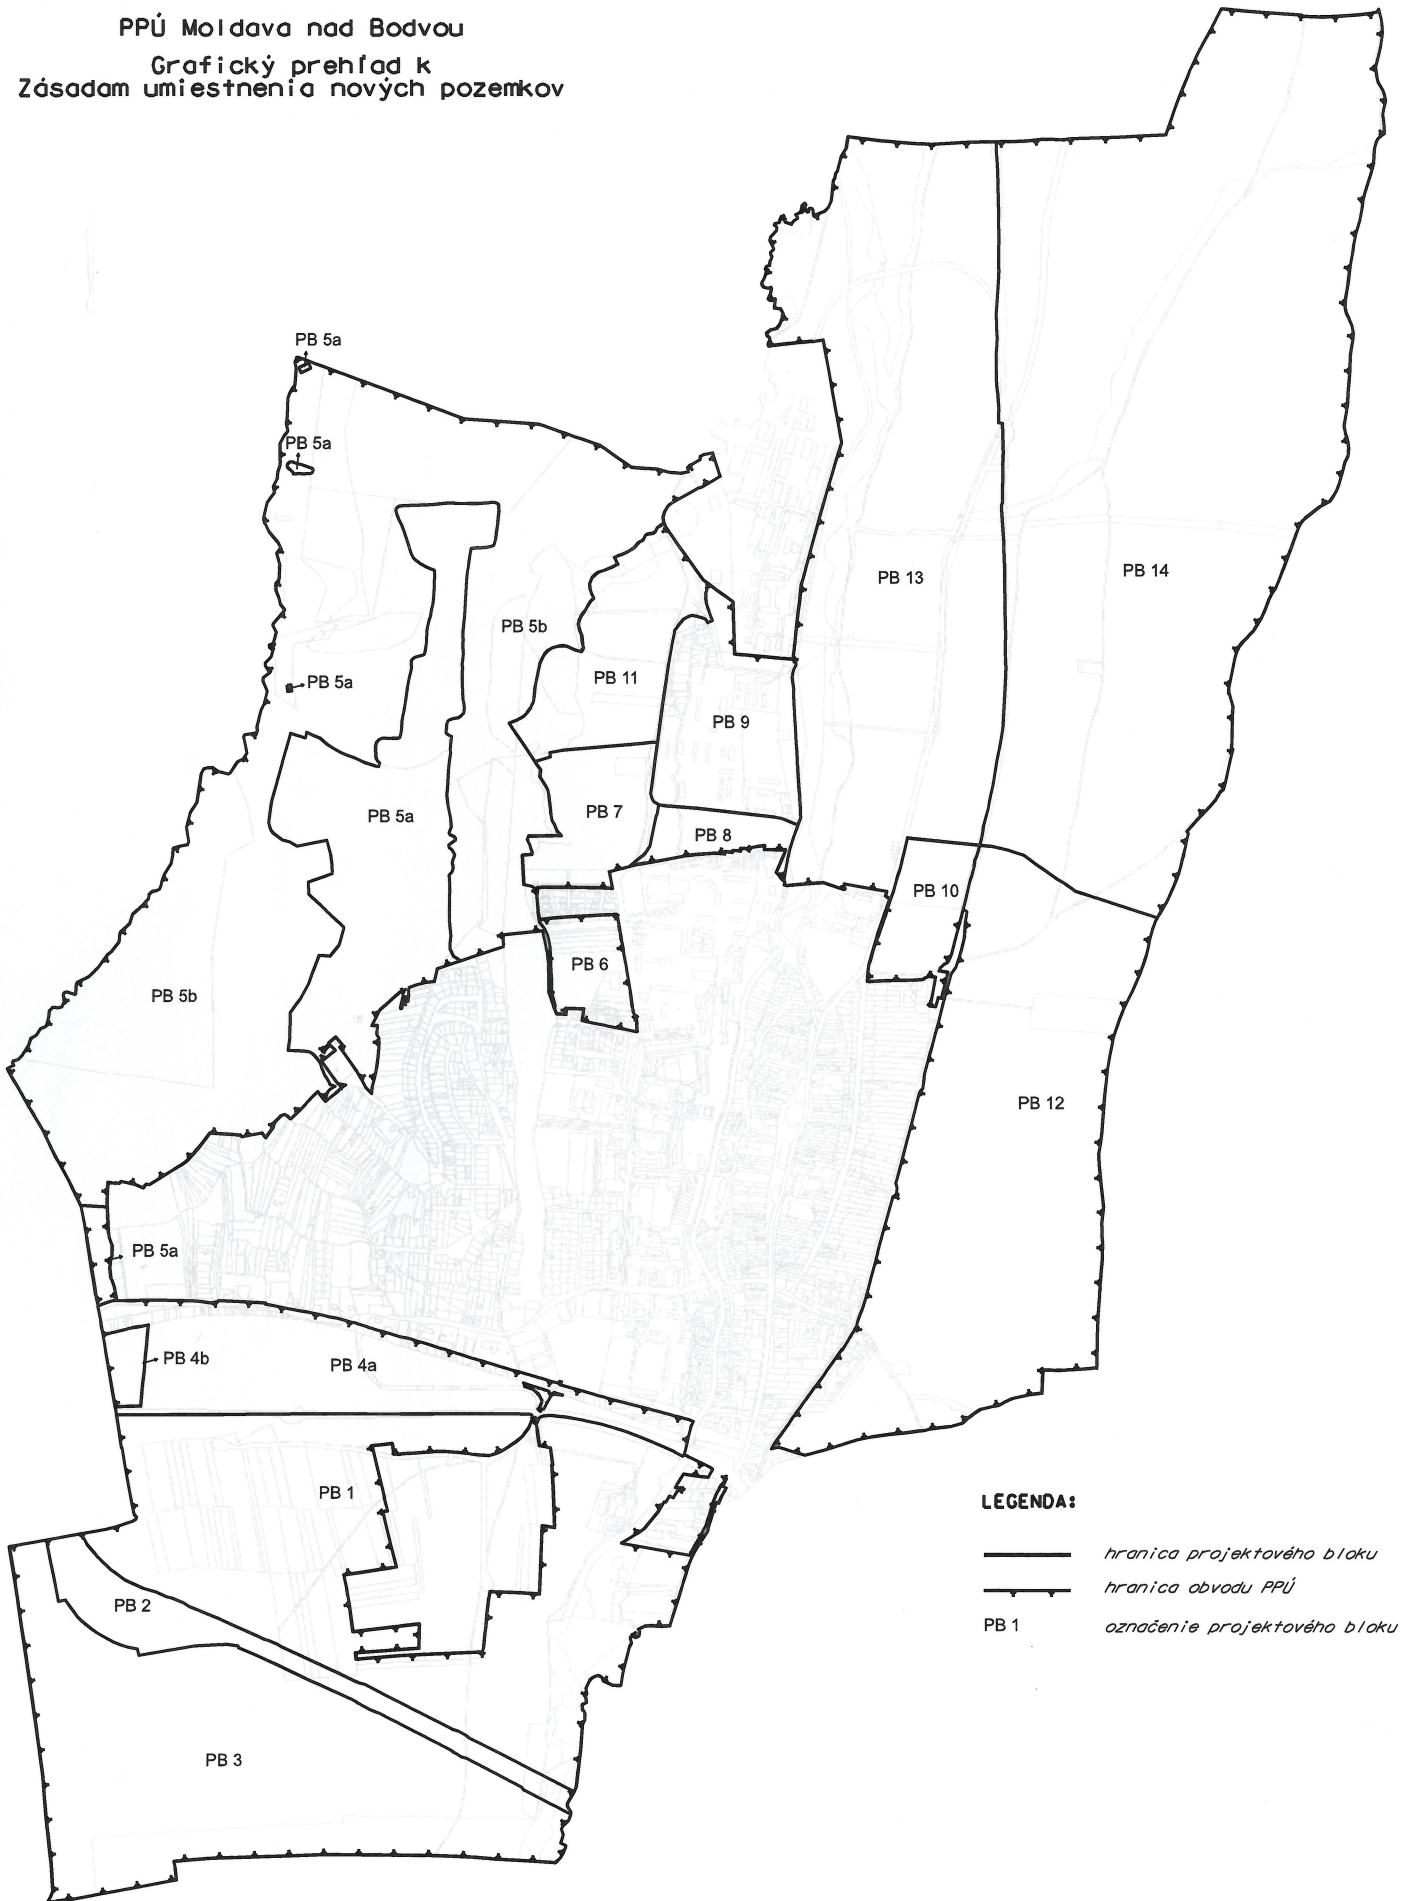 PPÚ Moldava nad Bodvou
Grafický prehľad k
Zásadam umiestnenia nových pozemkov
PB 5a
PB 5a
PB 13
PB 14
PB 5b
PB 11
PB 5a
PB 9
PB 7
PB 5a
PB 8
PB 10
PB 6
PB 5b
PB 12
PB 5a
PB 4b
PB 4a
PB 1
LEGENDA:
hranica projektového bloku
hranica obvodu PPÚ
PB 1 označenie projektového bloku
PB 2
PB 3